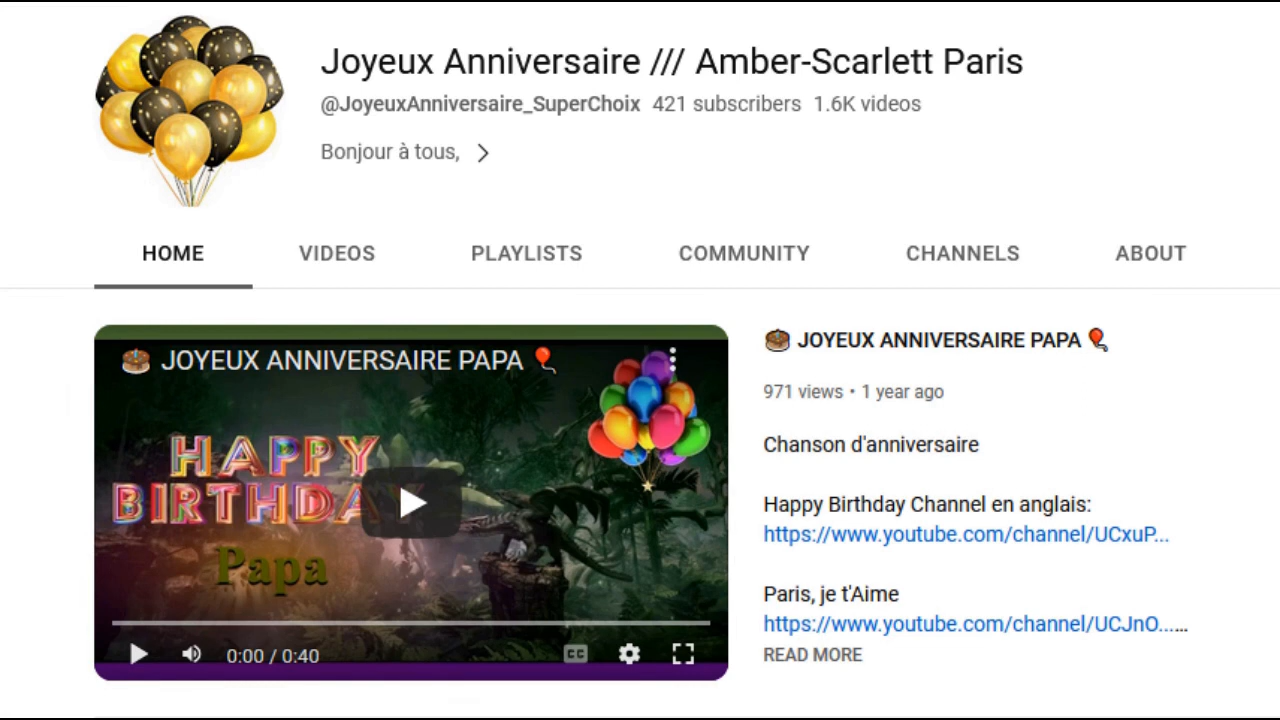 Joyeux Anniversaire /// Amber-Scarlett Paris
@JoyeuxAnniversaire_SuperChoix 421 subscribers 1.6K videos
Bonjour à tous,
HOME VIDEOS PLAYLISTS COMMUNITY CHANNELS ABOUT
🎂 JOYEUX ANNIVERSAIRE PAPA 🎈
HAPPY
BIRTHDAY
Papa
0:00 / 0:40
CC
🎂 JOYEUX ANNIVERSAIRE PAPA 🎈
971 views • 1 year ago
Chanson d'anniversaire
Happy Birthday Channel en anglais:
https://www.youtube.com/channel/UCxuP...
Paris, je t'Aime
https://www.youtube.com/channel/UCJnO......
READ MORE